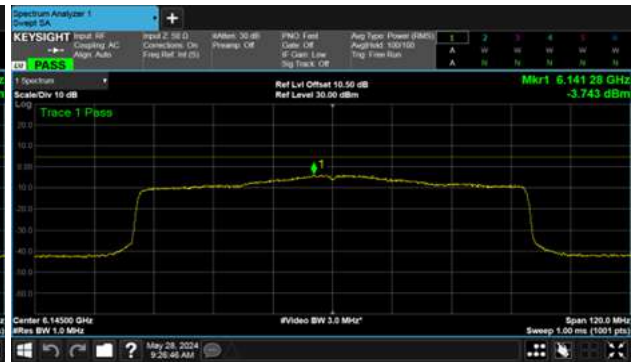 Spectrum Analyzer 1
Swept SA
+
KEYSIGHT Input: RF Input Z: 50 Ω #Atten: 30 dB PNO: Fast Avg Type: Power (RMS) 1 2 3 4 5 6
Coupling: AC Corrections: On Preamp: Off Gate: Off Avg|Hold: 100/100 A W W W W W
Align: Auto Freq Ref: Int (S) IF Gain: Low Trig: Free Run
Sig Track: Off A N N N N N
LXI PASS
1 Spectrum
Scale/Div 10 dB
Ref Lvl Offset 10.50 dB
Ref Level 30.00 dBm
Mkr1 6.141 28 GHz
-3.743 dBm
Log
Trace 1 Pass
20.0
10.0
0.00
-10.0
-20.0
-30.0
-40.0
-50.0
-60.0
1
Center 6.14500 GHz
#Video BW 3.0 MHz*
Span 120.0 MHz
#Res BW 1.0 MHz
Sweep 1.00 ms (1001 pts)
?
May 28, 2024
9:26:46 AM